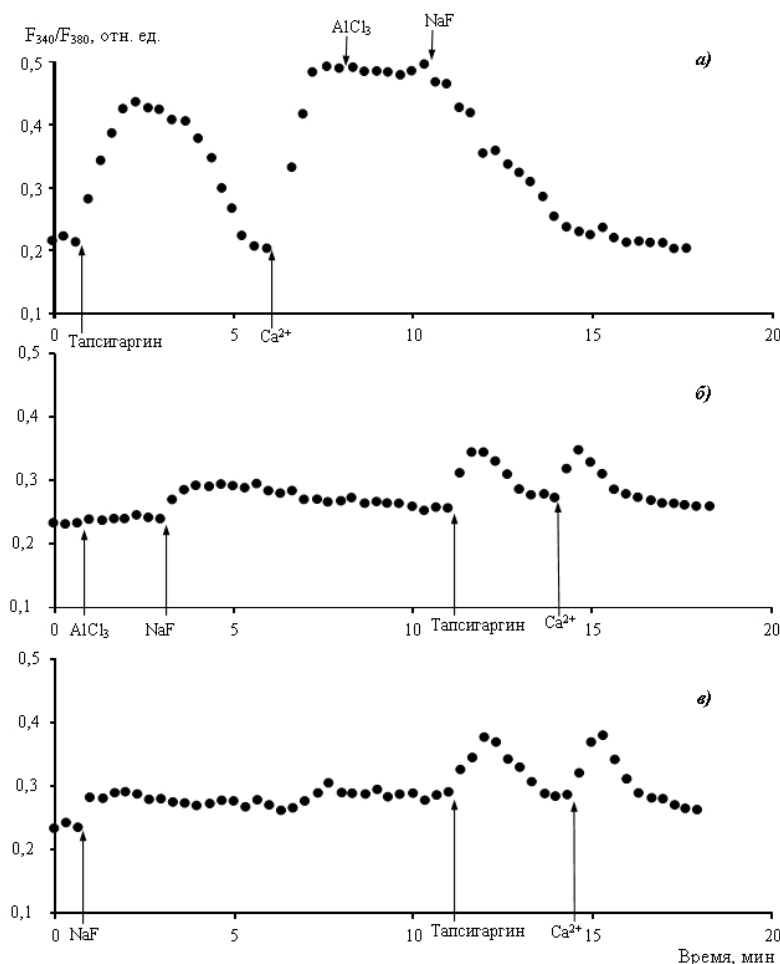 F₃₄₀/F₃₈₀, отн. ед.
AlCl₃
NaF
а)
0,5
0,4
0,3
0,2
0,1
0
5
10
15
20
Тапсигаргин
Ca²⁺
0,5
б)
0,4
0,3
0,2
0,1
0
5
10
15
20
AlCl₃
NaF
Тапсигаргин
Ca²⁺
0,5
в)
0,4
0,3
0,2
0,1
0
5
10
15
20
NaF
Тапсигаргин
Ca²⁺
Время, мин